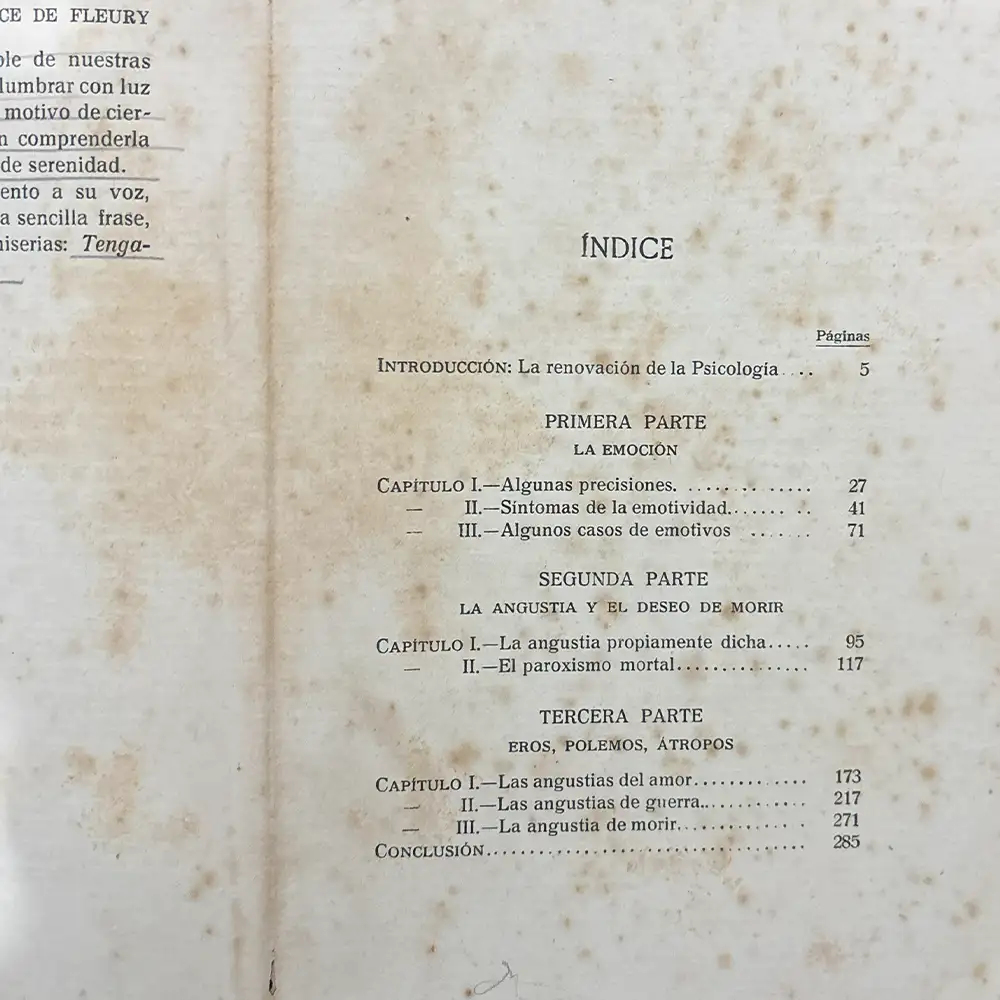 CE DE FLEURY
ble de nuestras
lumbrar con luz
motivo de cier-
n comprenderla
de serenidad.
ento a su voz,
a sencilla frase,
niserias: Tenga-
ÍNDICE
Páginas
INTRODUCCIÓN: La renovación de la Psicología.... 5
PRIMERA PARTE
LA EMOCIÓN
CAPÍTULO I.—Algunas precisiones. ............. 27
— II.—Síntomas de la emotividad....... .. 41
— III.—Algunos casos de emotivos ....... 71
SEGUNDA PARTE
LA ANGUSTIA Y EL DESEO DE MORIR
CAPÍTULO I.—La angustia propiamente dicha..... 95
— II.—El paroxismo mortal............... 117
TERCERA PARTE
EROS, POLEMOS, ÁTROPOS
CAPÍTULO I.—Las angustias del amor............. 173
— II.—Las angustias de guerra............ 217
— III.—La angustia de morir............... 271
CONCLUSIÓN.................................... 285